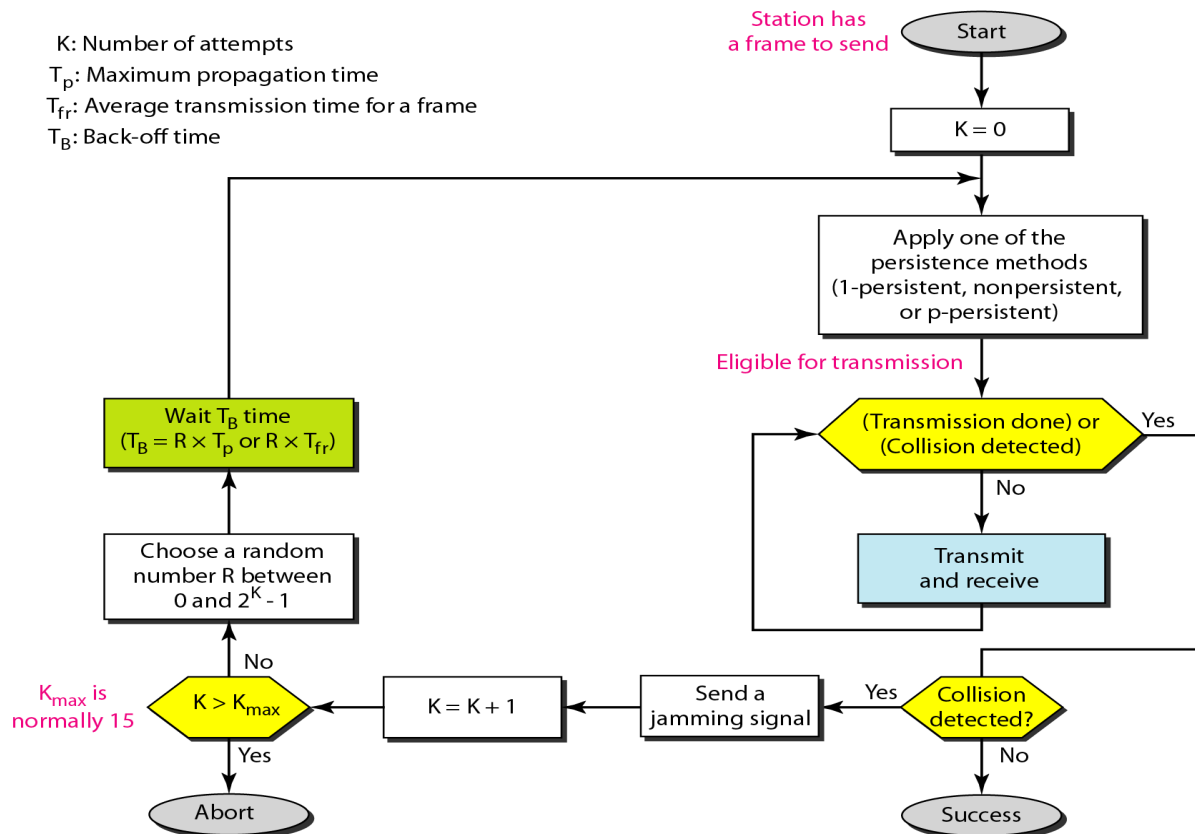 K: Number of attempts
Tp: Maximum propagation time
Tfr: Average transmission time for a frame
TB: Back-off time
Station has
a frame to send
Start
K = 0
Apply one of the
persistence methods
(1-persistent, nonpersistent,
or p-persistent)
Eligible for transmission
(Transmission done) or
(Collision detected)
Yes
No
Transmit
and receive
Wait TB time
(TB = R × Tp or R × Tfr)
Choose a random
number R between
0 and 2^K - 1
No
Kmax is
normally 15
K > Kmax
Yes
Abort
K = K + 1
Send a
jamming signal
Yes
Collision
detected?
No
Success